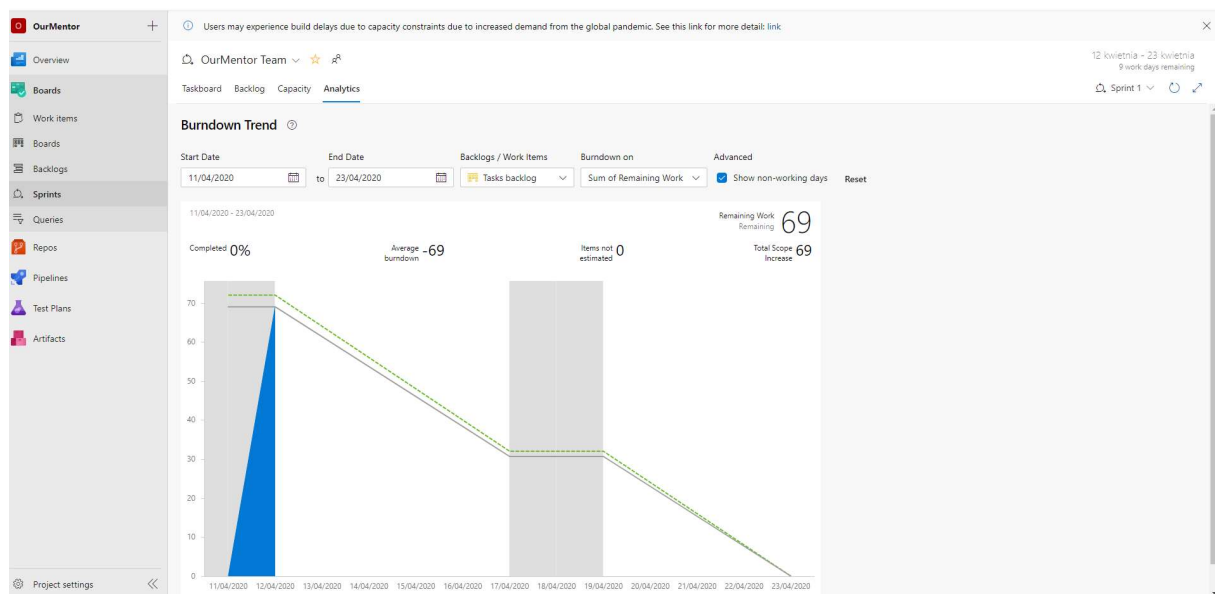 O OurMentor +
Users may experience build delays due to capacity constraints due to increased demand from the global pandemic. See this link for more detail: link
Overview
Boards
Work items
Boards
Backlogs
Sprints
Queries
Repos
Pipelines
Test Plans
Artifacts
Project settings
OurMentor Team
12 kwietnia - 23 kwietnia
9 work days remaining
Taskboard Backlog Capacity Analytics
Sprint 1
Burndown Trend
Start Date End Date Backlogs / Work Items Burndown on Advanced
11/04/2020 to 23/04/2020 Tasks backlog Sum of Remaining Work Show non-working days Reset
11/04/2020 - 23/04/2020
Remaining Work
Remaining
69
Completed 0%
Average
burndown
-69
Items not
estimated
0
Total Scope
Increase
69
70
60
50
40
30
20
10
0
11/04/2020 12/04/2020 13/04/2020 14/04/2020 15/04/2020 16/04/2020 17/04/2020 18/04/2020 19/04/2020 20/04/2020 21/04/2020 22/04/2020 23/04/2020